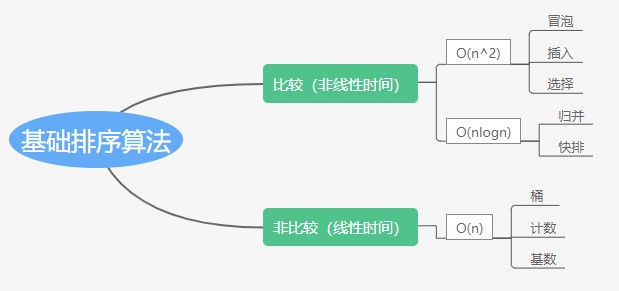 基础排序算法
比较（非线性时间）
O(n^2)
冒泡
插入
选择
O(nlogn)
归并
快排
非比较（线性时间）
O(n)
桶
计数
基数